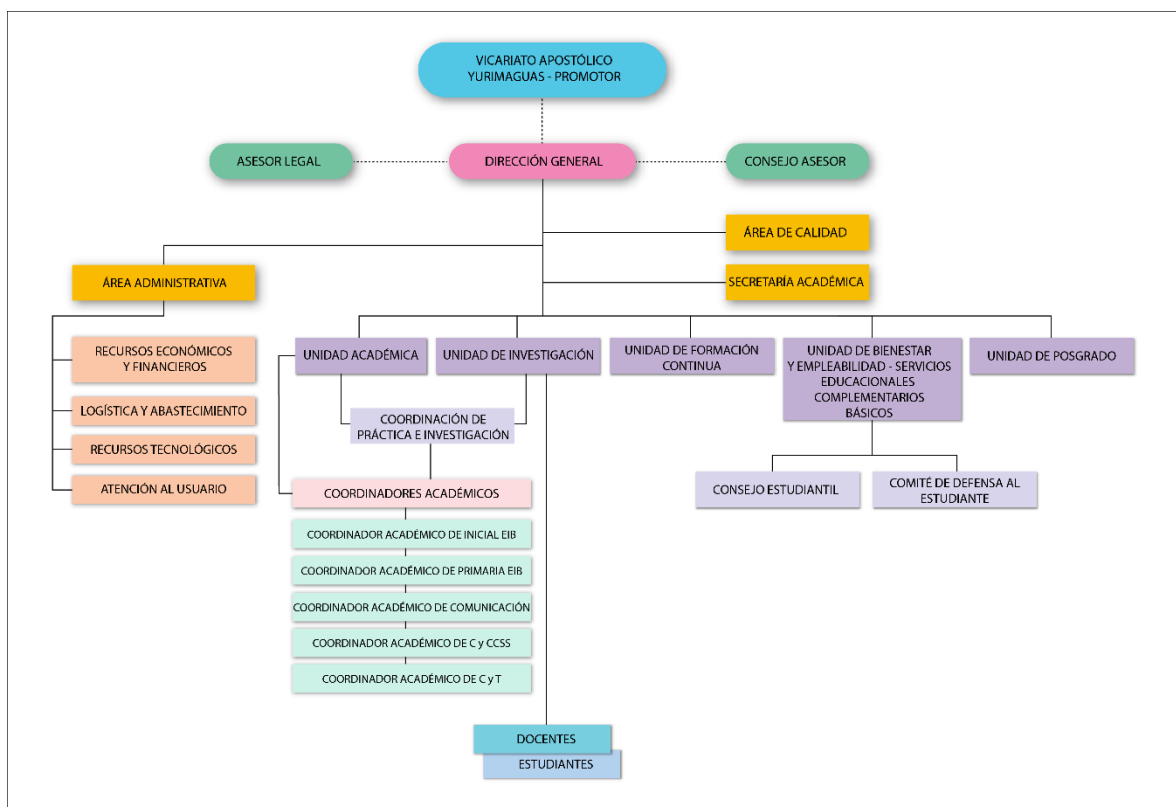 VICARIATO APOSTÓLICO
YURIMAGUAS - PROMOTOR
ASESOR LEGAL
DIRECCIÓN GENERAL
CONSEJO ASESOR
ÁREA DE CALIDAD
ÁREA ADMINISTRATIVA
SECRETARÍA ACADÉMICA
RECURSOS ECONÓMICOS
Y FINANCIEROS
LOGÍSTICA Y ABASTECIMIENTO
RECURSOS TECNOLÓGICOS
ATENCIÓN AL USUARIO
UNIDAD ACADÉMICA
UNIDAD DE INVESTIGACIÓN
UNIDAD DE FORMACIÓN
CONTINUA
UNIDAD DE BIENESTAR
Y EMPLEABILIDAD - SERVICIOS
EDUCACIONALES
COMPLEMENTARIOS
BÁSICOS
UNIDAD DE POSGRADO
COORDINACIÓN DE
PRÁCTICA E INVESTIGACIÓN
CONSEJO ESTUDIANTIL
COMITÉ DE DEFENSA AL
ESTUDIANTE
COORDINADORES ACADÉMICOS
COORDINADOR ACADÉMICO DE INICIAL EIB
COORDINADOR ACADÉMICO DE PRIMARIA EIB
COORDINADOR ACADÉMICO DE COMUNICACIÓN
COORDINADOR ACADÉMICO DE C y CCSS
COORDINADOR ACADÉMICO DE C y T
DOCENTES
ESTUDIANTES